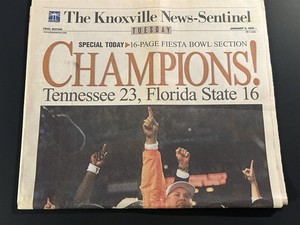 The Knoxville News-Sentinel
TUESDAY
SPECIAL TODAY 16-PAGE FIESTA BOWL SECTION
CHAMPIONS!
Tennessee 23, Florida State 16